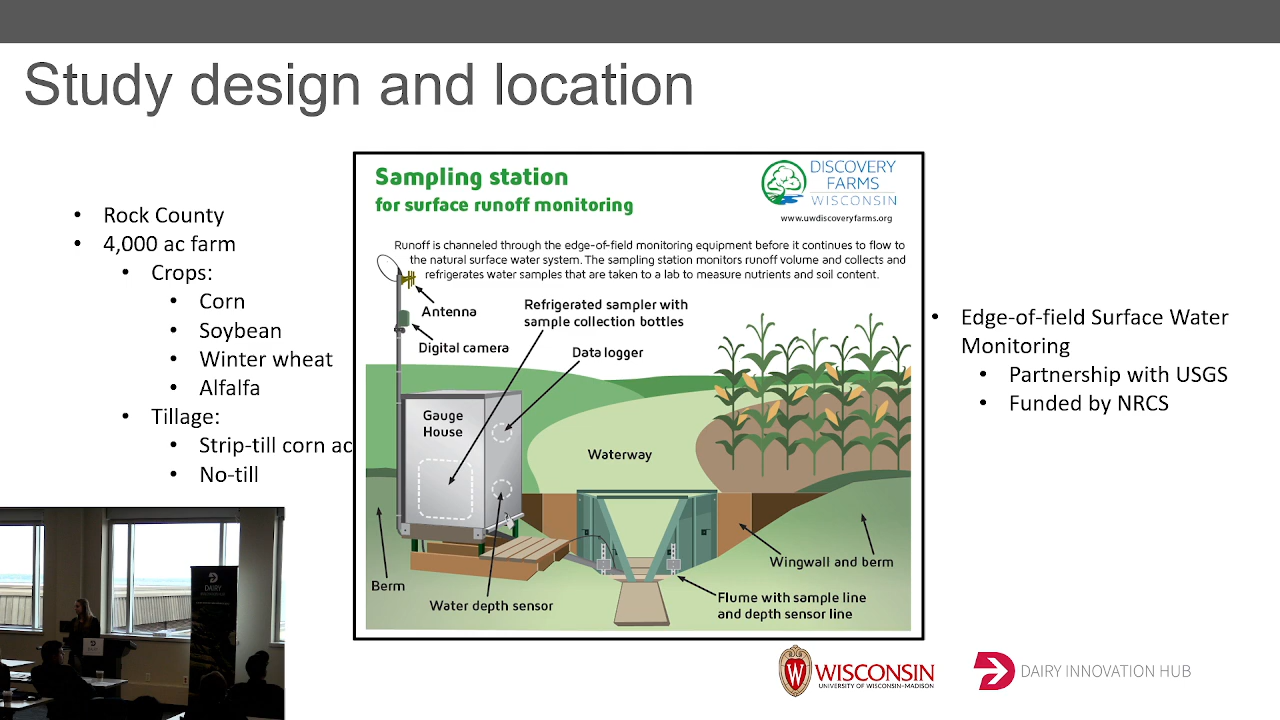 Study design and location
• Rock County
• 4,000 ac farm
• Crops:
• Corn
• Soybean
• Winter wheat
• Alfalfa
• Tillage:
• Strip-till corn ac
• No-till
Sampling station
for surface runoff monitoring
DISCOVERY
FARMS
WISCONSIN
www.uwdiscoveryfarms.org
Runoff is channeled through the edge-of-field monitoring equipment before it continues to flow to
the natural surface water system. The sampling station monitors runoff volume and collects and
refrigerates water samples that are taken to a lab to measure nutrients and soil content.
Antenna
Refrigerated sampler with
sample collection bottles
Digital camera
Data logger
Gauge
House
Waterway
Wingwall and berm
Berm
Water depth sensor
Flume with sample line
and depth sensor line
• Edge-of-field Surface Water
Monitoring
• Partnership with USGS
• Funded by NRCS
DAIRY
W
WISCONSIN
UNIVERSITY OF WISCONSIN–MADISON
DAIRY INNOVATION HUB